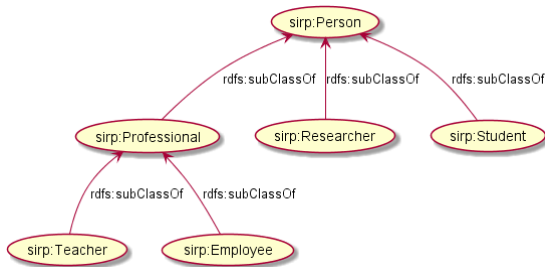 sirp:Person
rdfs:subClassOf rdfs:subClassOf rdfs:subClassOf
sirp:Professional sirp:Researcher sirp:Student
rdfs:subClassOf rdfs:subClassOf
sirp:Teacher sirp:Employee